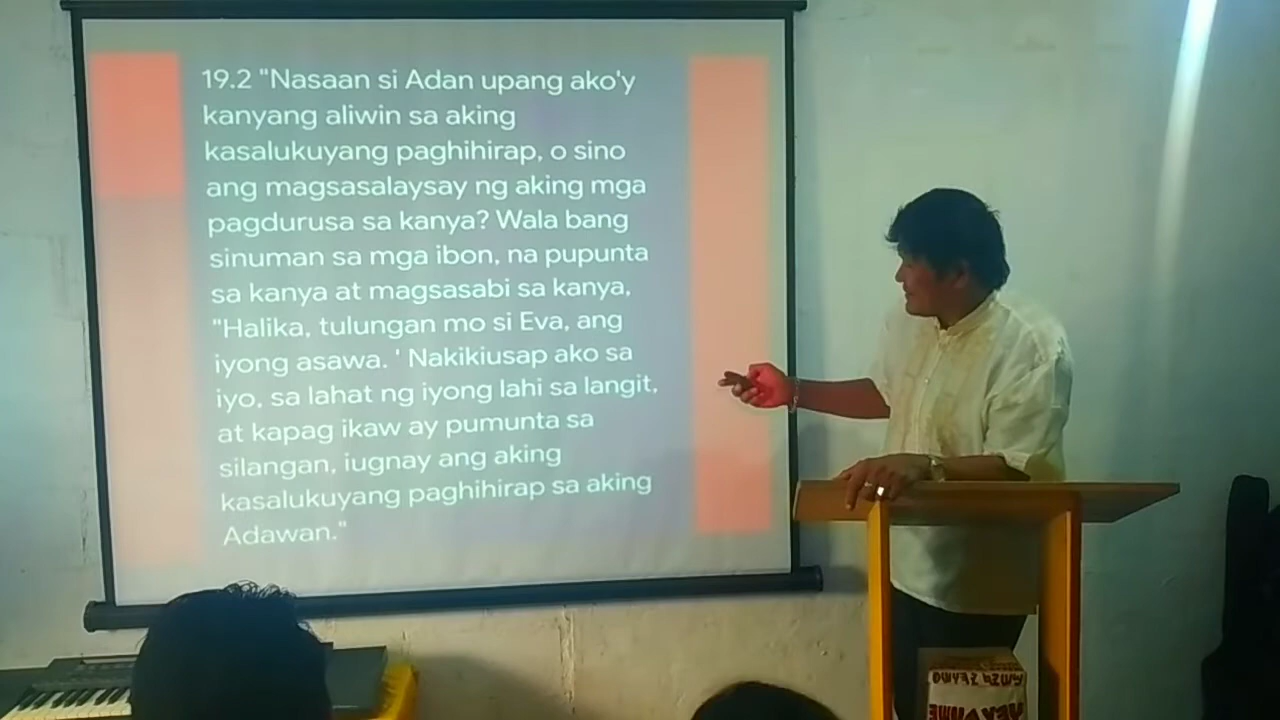 19.2 "Nasaan si Adan upang ako'y
kanyang aliwin sa aking
kasalukuyang paghihirap, o sino
ang magsasalaysay ng aking mga
pagdurusa sa kanya? Wala bang
sinuman sa mga ibon, na pupunta
sa kanya at magsasabi sa kanya,
"Halika, tulungan mo si Eva, ang
iyong asawa. ' Nakikiusap ako sa
iyo, sa lahat ng iyong lahi sa langit,
at kapag ikaw ay pumunta sa
silangan, iugnay ang aking
kasalukuyang paghihirap sa aking
Adawan."